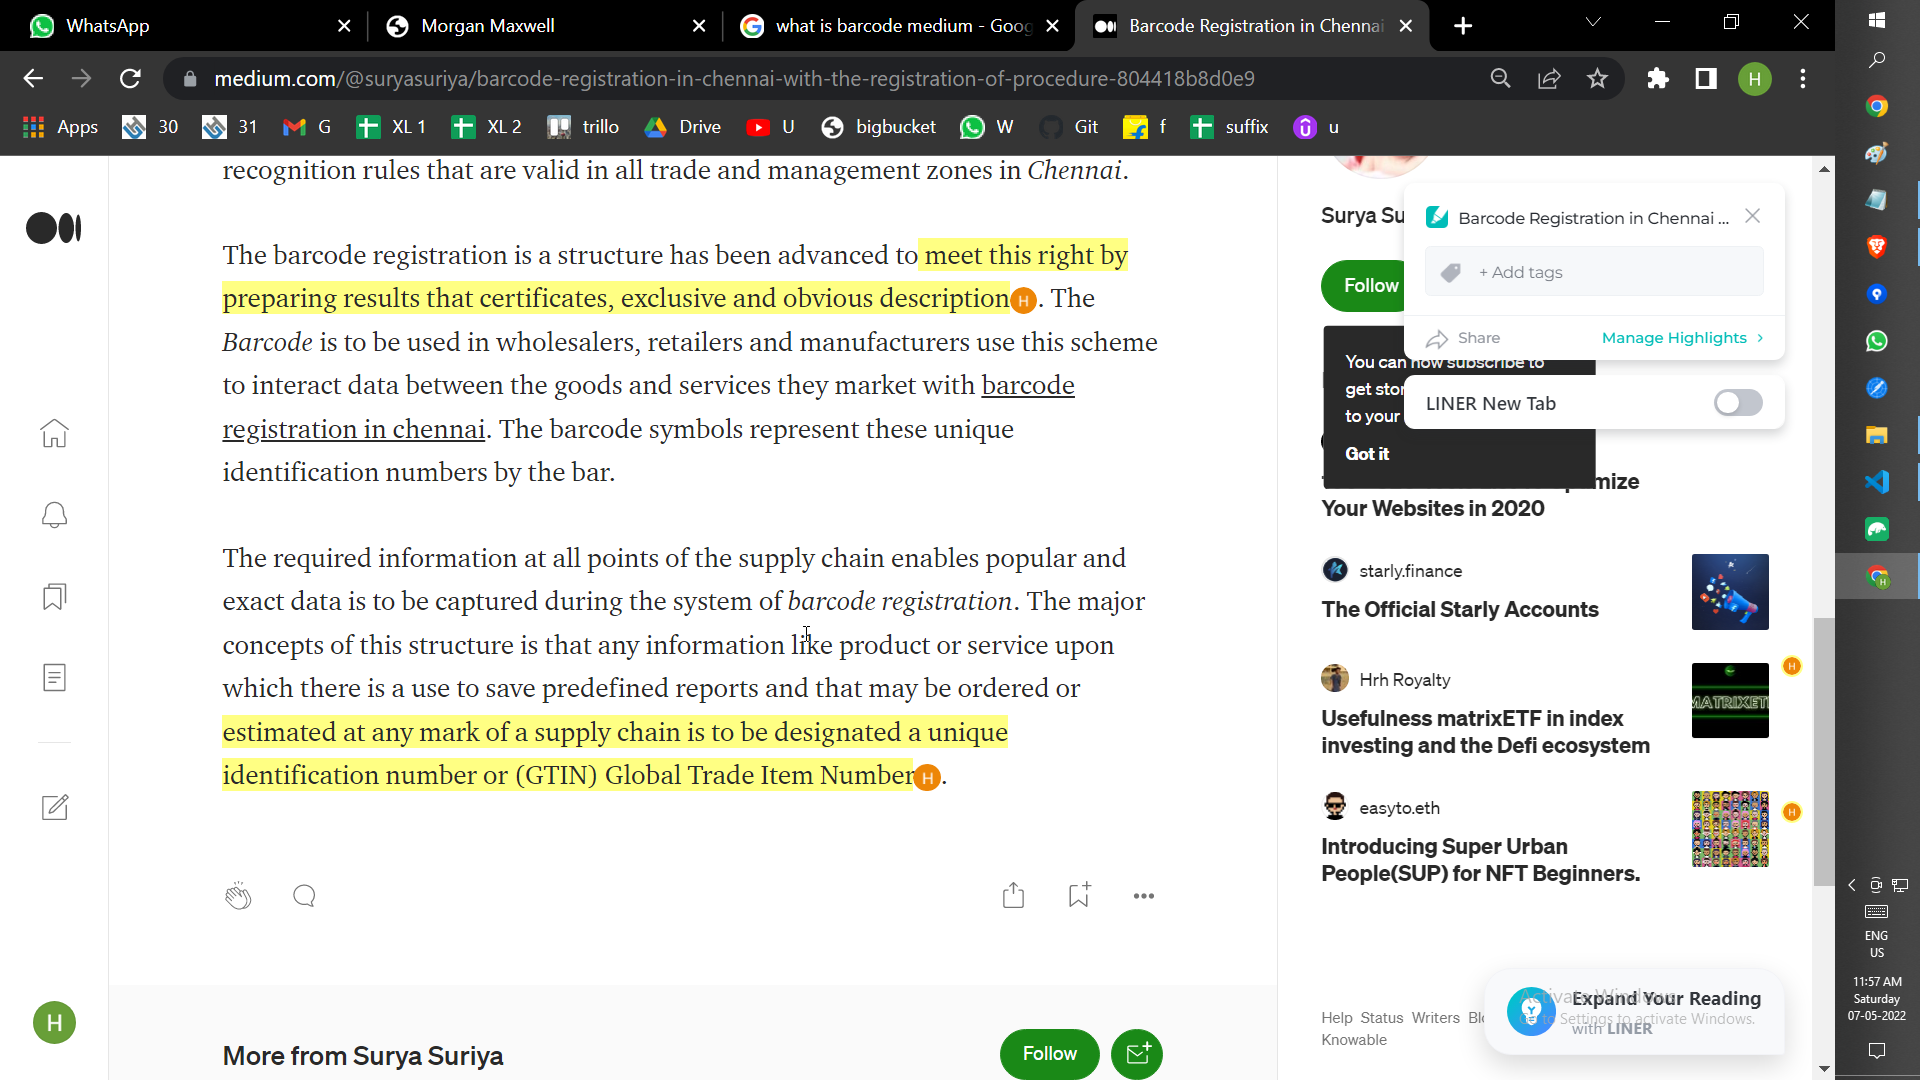 WhatsApp
Morgan Maxwell
what is barcode medium - Goog
Barcode Registration in Chennai
medium.com/@suryasuriya/barcode-registration-in-chennai-with-the-registration-of-procedure-804418b8d0e9
H
Apps 30 31 G XL 1 XL 2 trillo Drive U bigbucket W Git f suffix u
recognition rules that are valid in all trade and management zones in Chennai.
The barcode registration is a structure has been advanced to meet this right by
preparing results that certificates, exclusive and obvious description H. The
Barcode is to be used in wholesalers, retailers and manufacturers use this scheme
to interact data between the goods and services they market with barcode
registration in chennai. The barcode symbols represent these unique
identification numbers by the bar.
The required information at all points of the supply chain enables popular and
exact data is to be captured during the system of barcode registration. The major
concepts of this structure is that any information like product or service upon
which there is a use to save predefined reports and that may be ordered or
estimated at any mark of a supply chain is to be designated a unique
identification number or (GTIN) Global Trade Item Number H.
H
More from Surya Suriya
Follow
Surya Su
Follow
Barcode Registration in Chennai ...
+ Add tags
Share
Manage Highlights >
You can now subscribe to
get stor
to your
Got it
LINER New Tab
mize
Your Websites in 2020
starly.finance
The Official Starly Accounts
Hrh Royalty
Usefulness matrixETF in index
investing and the Defi ecosystem
MATRIXET
H
easyto.eth
Introducing Super Urban
People(SUP) for NFT Beginners.
H
Help Status Writers Bl
Knowable
Expand Your Reading
with LINER
Activate Windows
Go to Settings to activate Windows.
ENG
US
11:57 AM
Saturday
07-05-2022